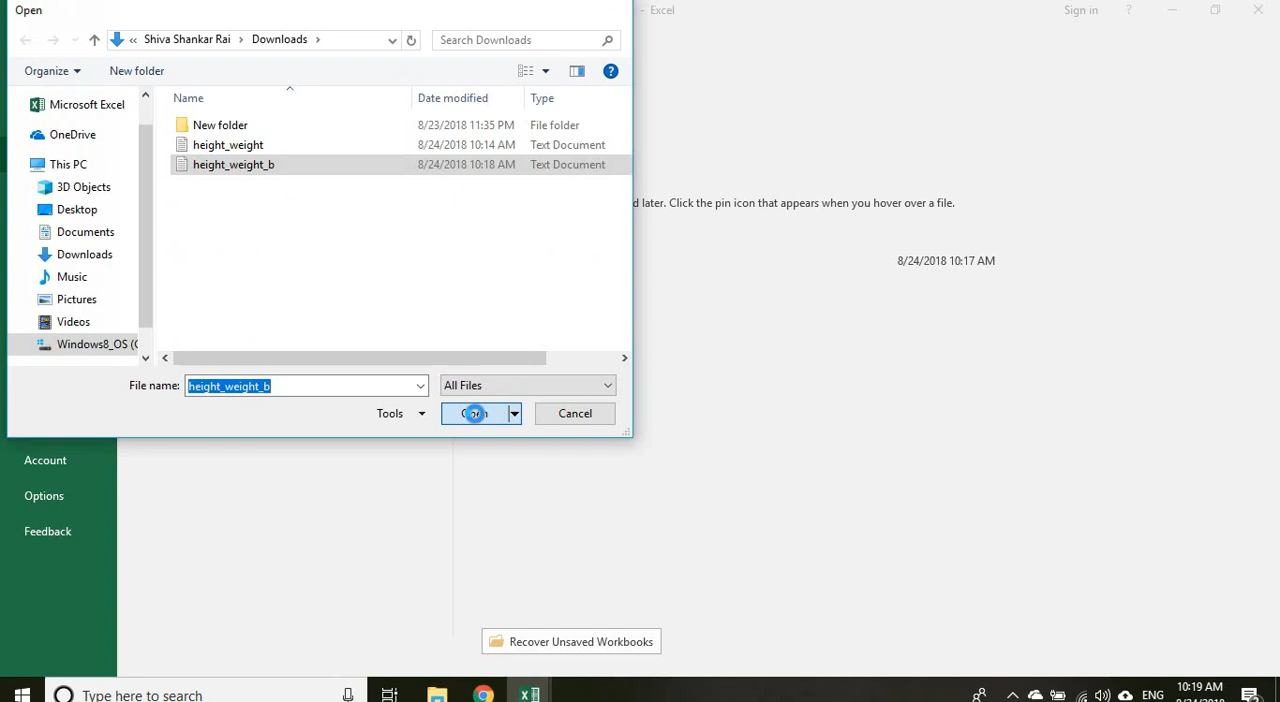 Open
- Excel
Sign in
?
« Shiva Shankar Rai > Downloads >
Search Downloads
Organize
New folder
?
Name
Date modified
Type
Microsoft Excel
OneDrive
This PC
3D Objects
Desktop
Documents
Downloads
Music
Pictures
Videos
Windows8_OS (C
New folder 8/23/2018 11:35 PM File folder
height_weight 8/24/2018 10:14 AM Text Document
height_weight_b 8/24/2018 10:18 AM Text Document
d later. Click the pin icon that appears when you hover over a file.
8/24/2018 10:17 AM
File name: height_weight_b
All Files
Tools
Open
Cancel
Account
Options
Feedback
Recover Unsaved Workbooks
Type here to search
ENG
10:19 AM
8/24/2018